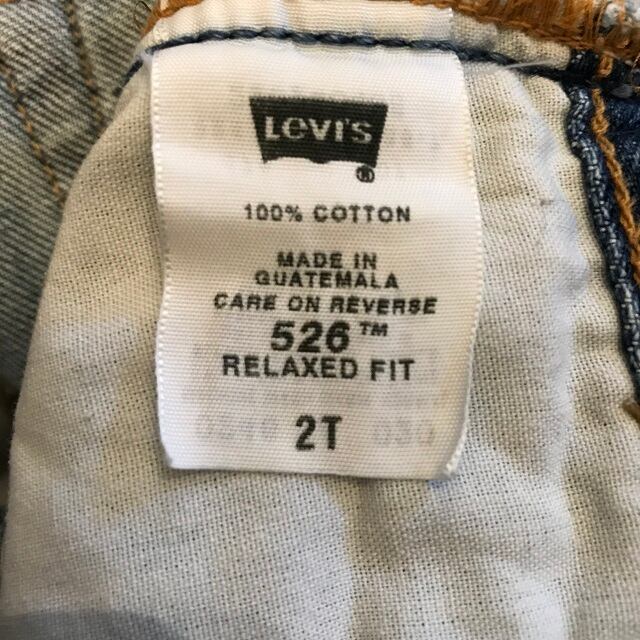 Levi's
®
100% COTTON
MADE IN
GUATEMALA
CARE ON REVERSE
526™
RELAXED FIT
2T